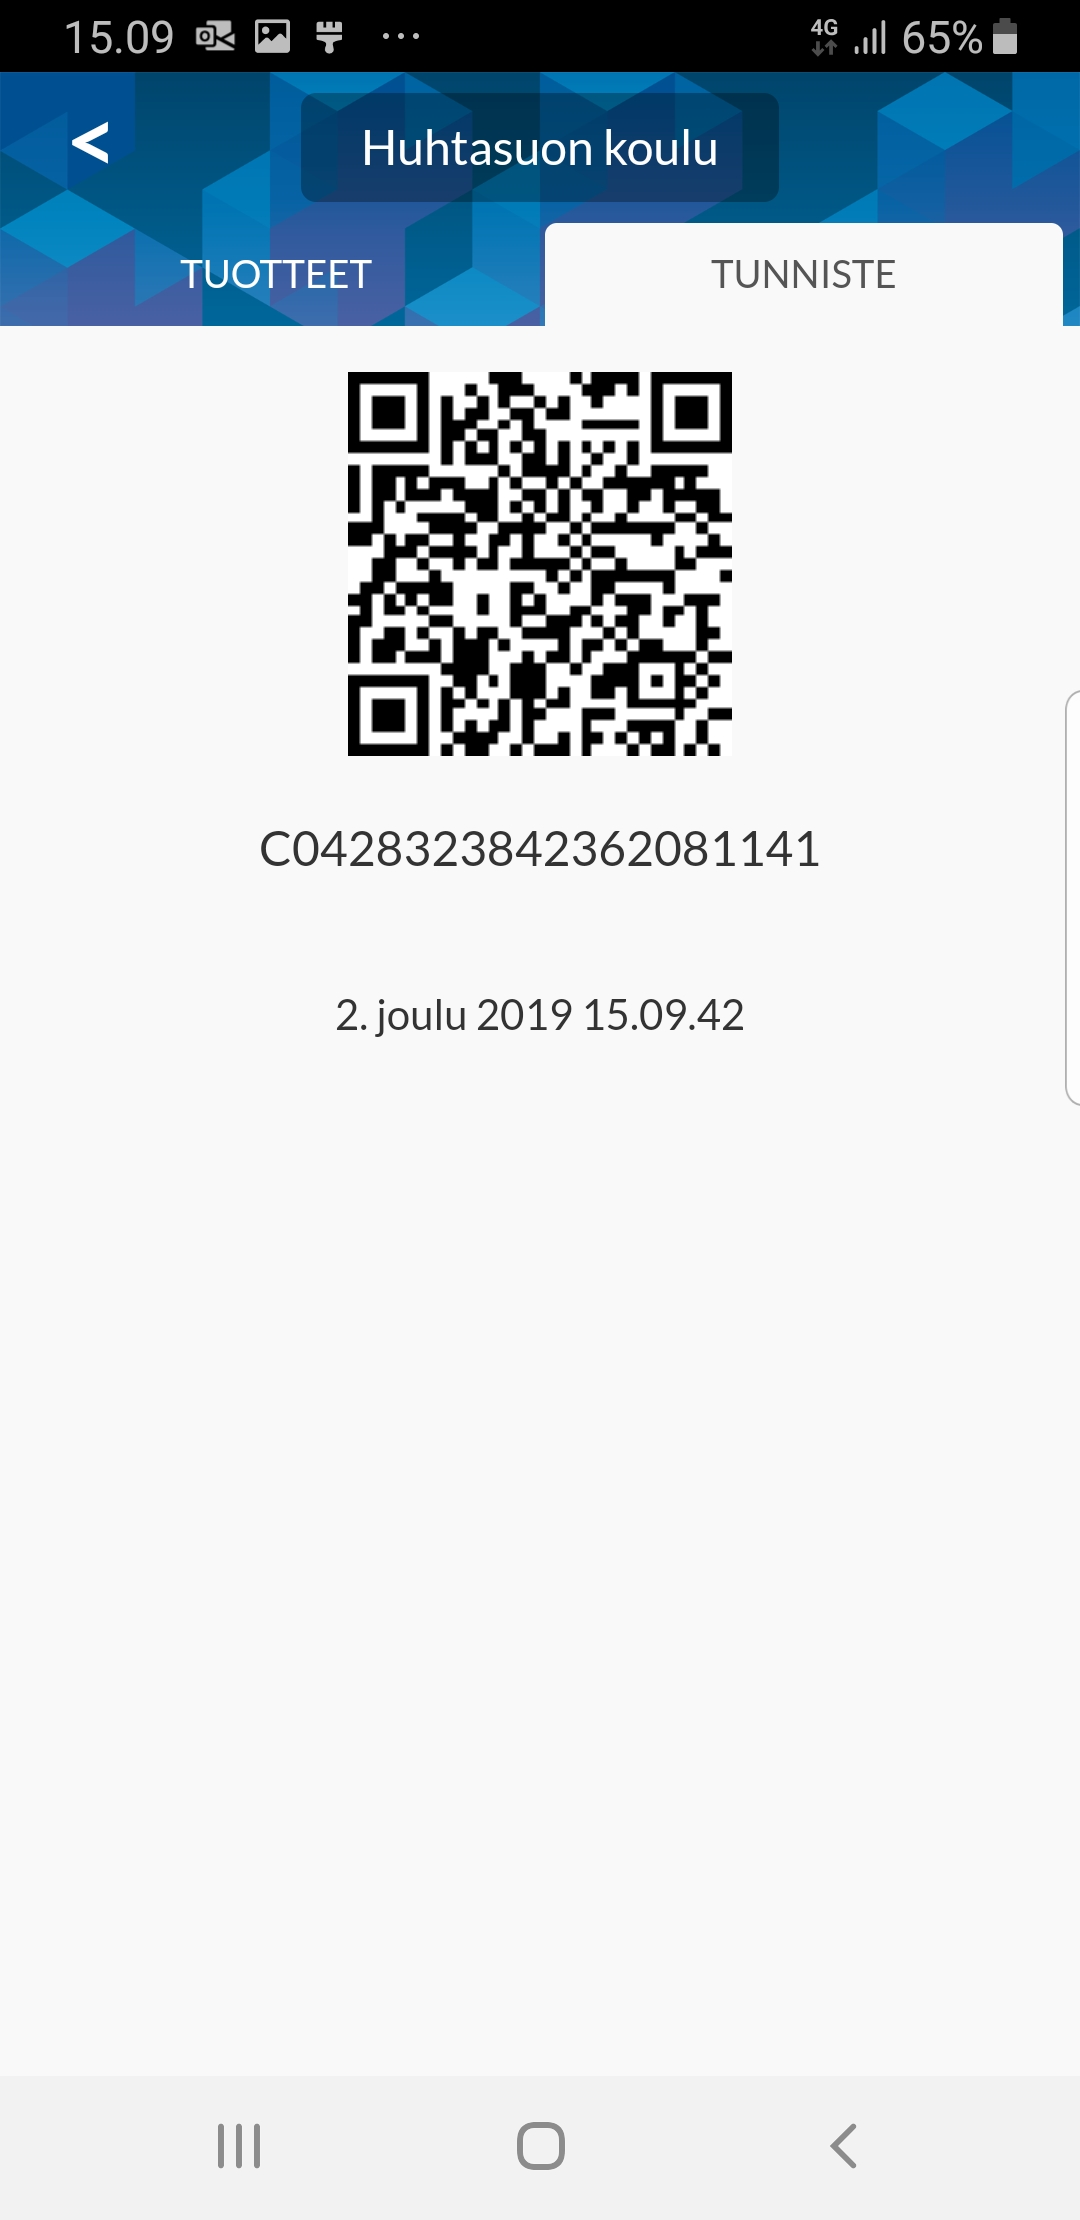 15.09
4G
65%
<
Huhtasuon koulu
TUOTTEET
TUNNISTE
C0428323842362081141
2. joulu 2019 15.09.42